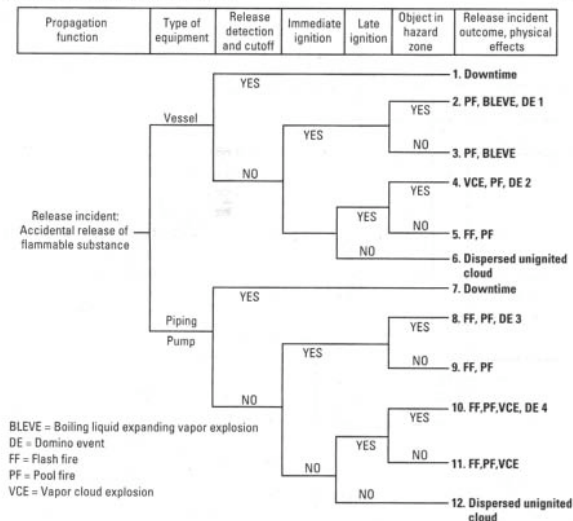 Propagation function
Type of equipment
Release detection and cutoff
Immediate ignition
Late ignition
Object in hazard zone
Release incident outcome, physical effects
YES
1. Downtime
Vessel
2. PF, BLEVE, DE 1
YES
YES
NO
NO
3. PF, BLEVE
4. VCE, PF, DE 2
YES
YES
NO
5. FF, PF
Release incident:
Accidental release of
flammable substance
NO
6. Dispersed unignited
cloud
YES
7. Downtime
Piping
Pump
8. FF, PF, DE 3
YES
YES
NO
9. FF, PF
NO
10. FF,PF,VCE, DE 4
YES
YES
NO
11. FF,PF,VCE
NO
NO
12. Dispersed unignited
cloud
BLEVE = Boiling liquid expanding vapor explosion
DE = Domino event
FF = Flash fire
PF = Pool fire
VCE = Vapor cloud explosion